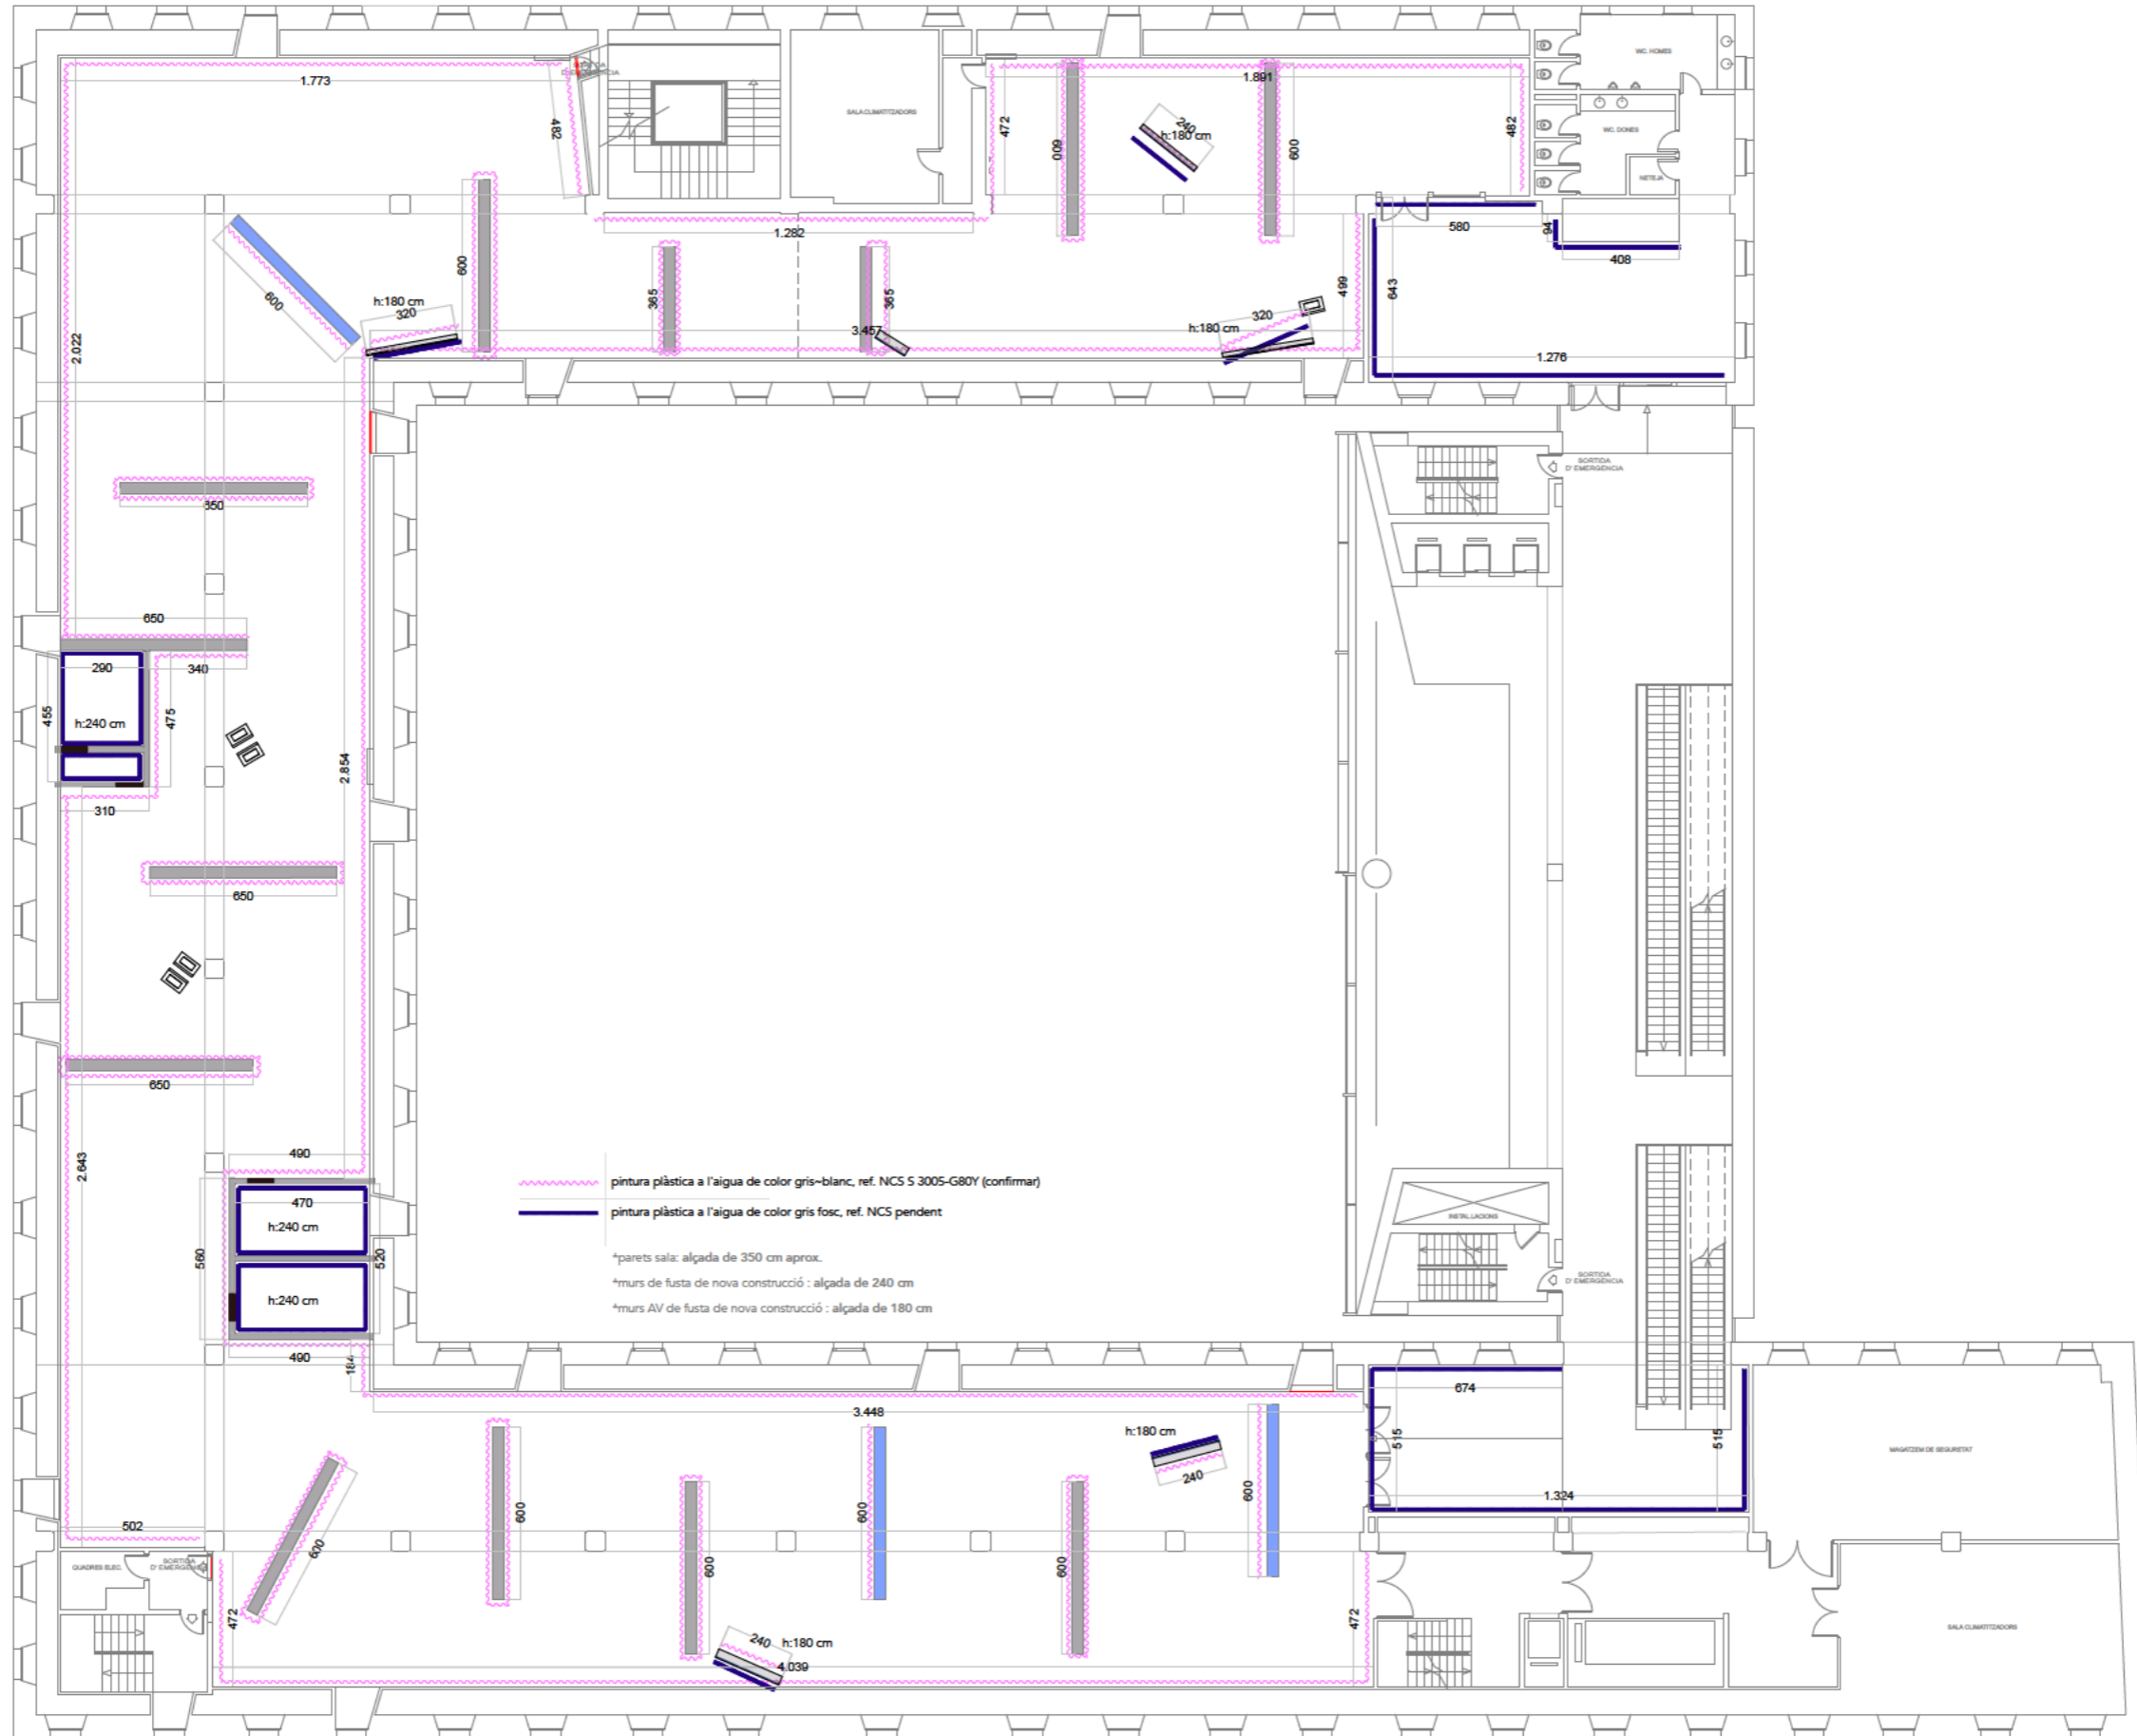 SORTIDA
D'EMERGÈNCIA
WC. HOMES
1.773
1.891
SALA CLIMATITZADORS
482
472
600
240
h:180 cm
600
482
WC. DONES
NETEJA
1.282
580
94
408
600
600
365
365
499
643
h:180 cm
320
3.457
h:180 cm
320
2.022
1.276
SORTIDA
D' EMERGÈNCIA
350
650
290
340
455
h:240 cm
475
2.854
310
650
650
2.643
490
470
h:240 cm
560
520
h:240 cm
490
184
pintura plàstica a l'aigua de color gris~blanc, ref. NCS S 3005-G80Y (confirmar)
pintura plàstica a l'aigua de color gris fosc, ref. NCS pendent
*parets sala: alçada de 350 cm aprox.
*murs de fusta de nova construcció : alçada de 240 cm
*murs AV de fusta de nova construcció : alçada de 180 cm
INSTAL.LACIONS
SORTIDA
D' EMERGÈNCIA
3.448
674
h:180 cm
240
515
515
MAGATZEM DE SEGURETAT
600
600
600
1.324
502
600
600
600
QUADRES ELEC.
SORTIDA
D' EMERGÈNCIA
472
472
240
h:180 cm
4.039
SALA CLIMATITZADORS